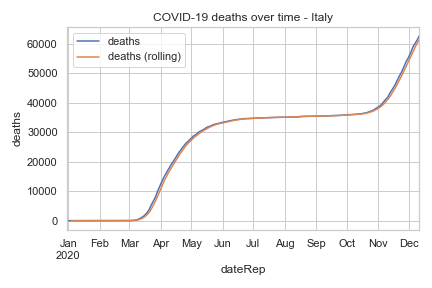 COVID-19 deaths over time - Italy
deaths
deaths (rolling)
60000
50000
40000
30000
20000
10000
0
deaths
Jan Feb Mar Apr May Jun Jul Aug Sep Oct Nov Dec
2020
dateRep